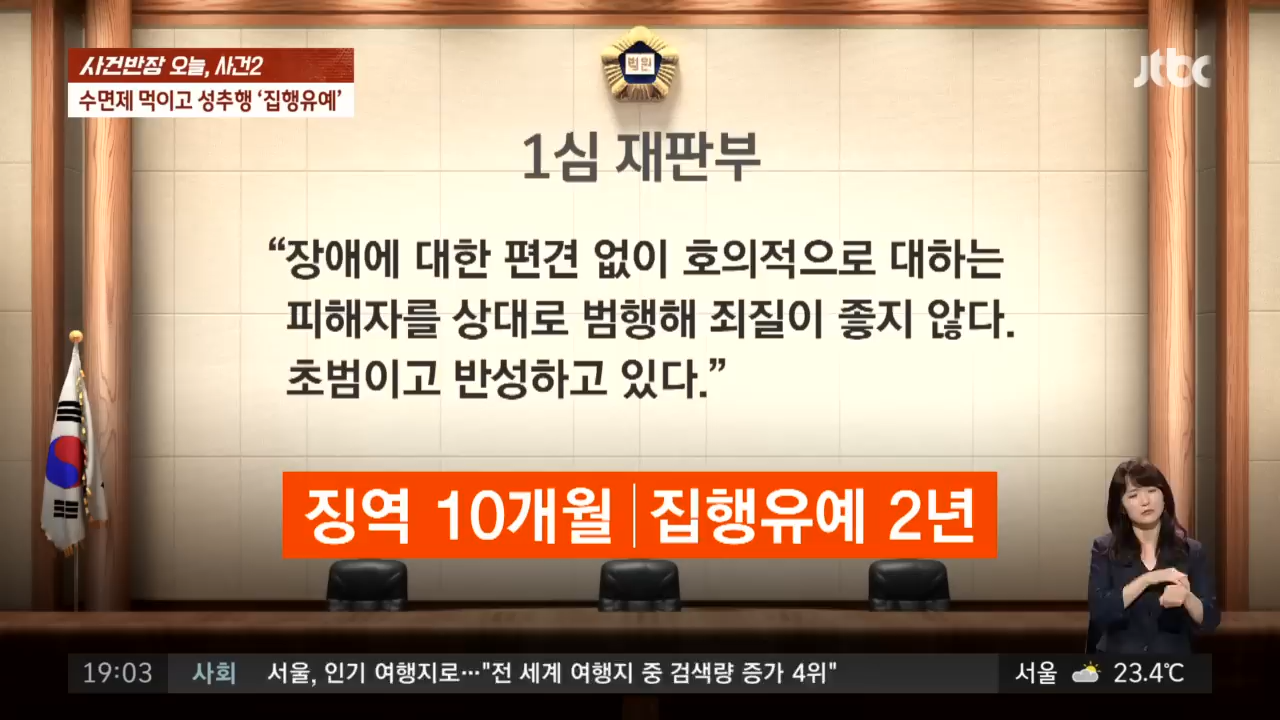 사건반장 오늘, 사건2
수면제 먹이고 성추행 ‘집행유예’
jtbc
법원
1심 재판부
“장애에 대한 편견 없이 호의적으로 대하는
피해자를 상대로 범행해 죄질이 좋지 않다.
초범이고 반성하고 있다.”
징역 10개월 | 집행유예 2년
19:03 사회 서울, 인기 여행지로…"전 세계 여행지 중 검색량 증가 4위" 서울 23.4℃